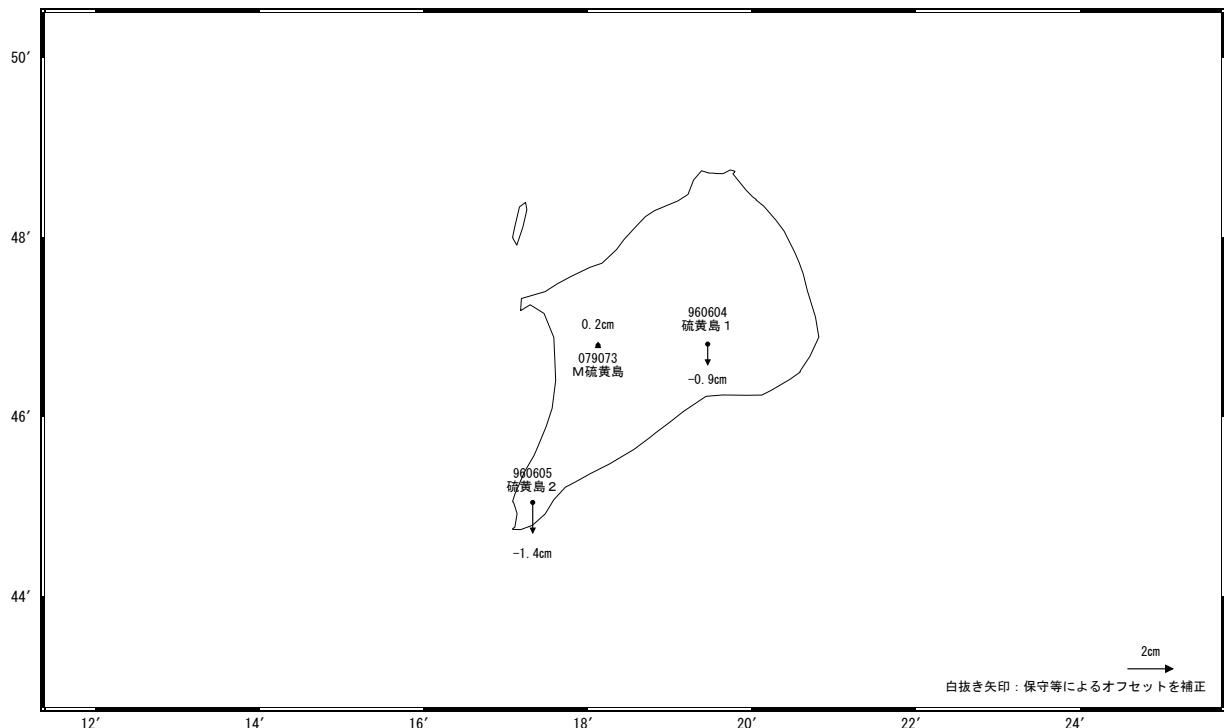 50′
48′
46′
44′
0.2cm
079073
M硫黄島
960604
硫黄島１
-0.9cm
960605
硫黄島２
-1.4cm
2cm
白抜き矢印：保守等によるオフセットを補正
12′ 14′ 16′ 18′ 20′ 22′ 24′